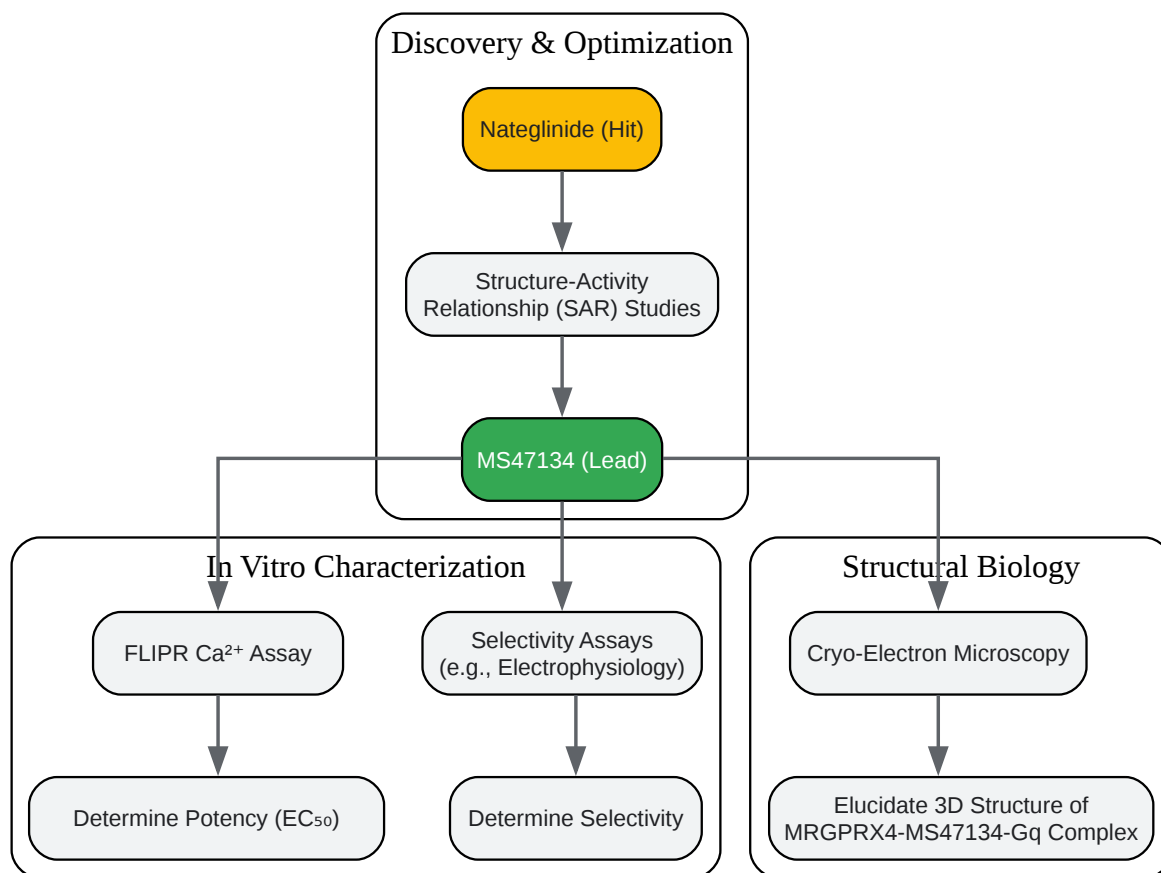 Discovery & Optimization
Nateglinide (Hit)
Structure-Activity
Relationship (SAR) Studies
MS47134 (Lead)
In Vitro Characterization
FLIPR Ca²⁺ Assay
Selectivity Assays
(e.g., Electrophysiology)
Determine Potency (EC₅₀)
Determine Selectivity
Structural Biology
Cryo-Electron Microscopy
Elucidate 3D Structure of
MRGPRX4-MS47134-Gq Complex